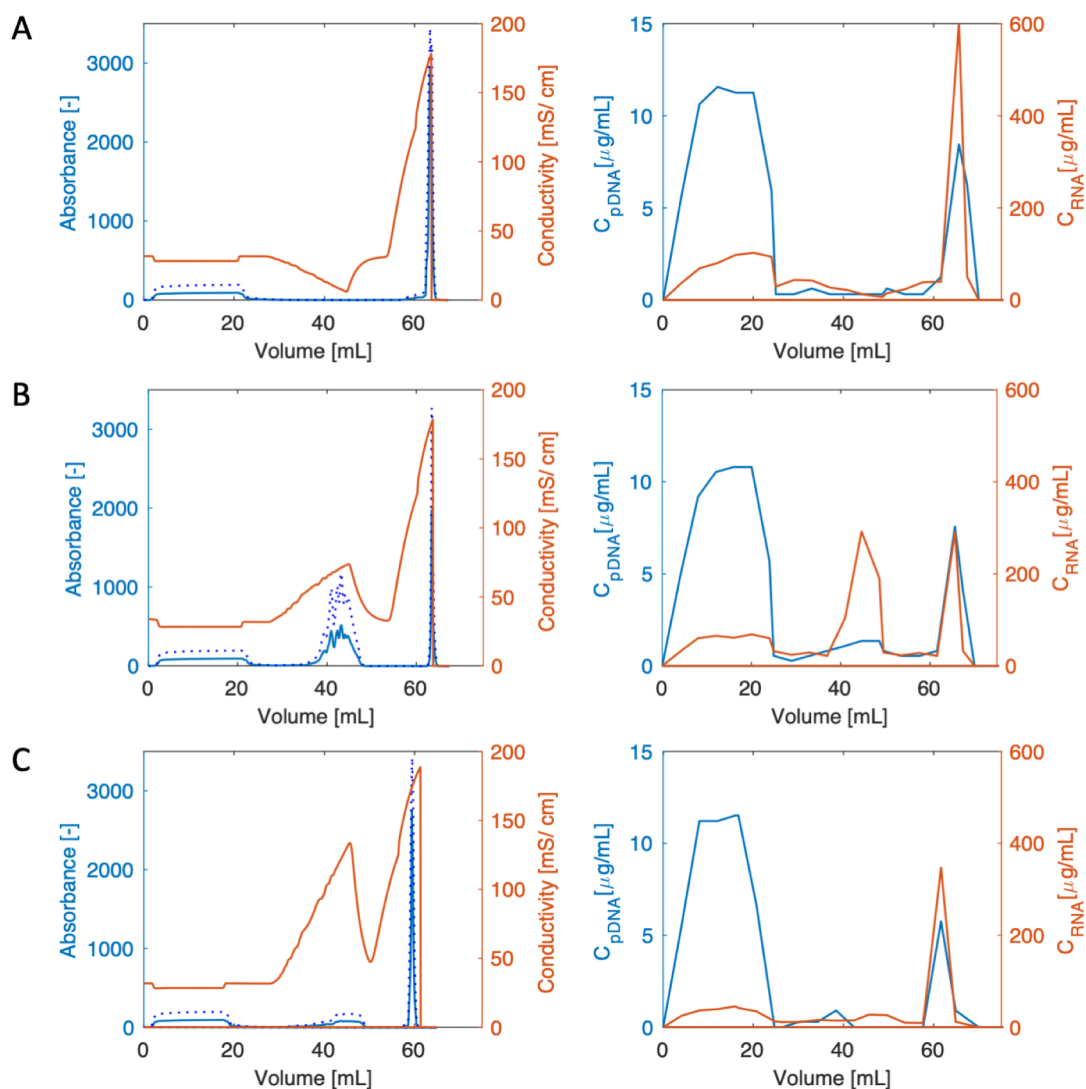 A
Absorbance [-]
3000
2000
1000
0
200
150
100
50
0
Conductivity [mS/ cm]
0 20 40 60
Volume [mL]
C_pDNA [µg/mL]
15
10
5
0
600
400
200
0
C_RNA [µg/mL]
0 20 40 60
Volume [mL]
B
Absorbance [-]
3000
2000
1000
0
200
150
100
50
0
Conductivity [mS/ cm]
0 20 40 60
Volume [mL]
C_pDNA [µg/mL]
15
10
5
0
600
400
200
0
C_RNA [µg/mL]
0 20 40 60
Volume [mL]
C
Absorbance [-]
3000
2000
1000
0
200
150
100
50
0
Conductivity [mS/ cm]
0 20 40 60
Volume [mL]
C_pDNA [µg/mL]
15
10
5
0
600
400
200
0
C_RNA [µg/mL]
0 20 40 60
Volume [mL]